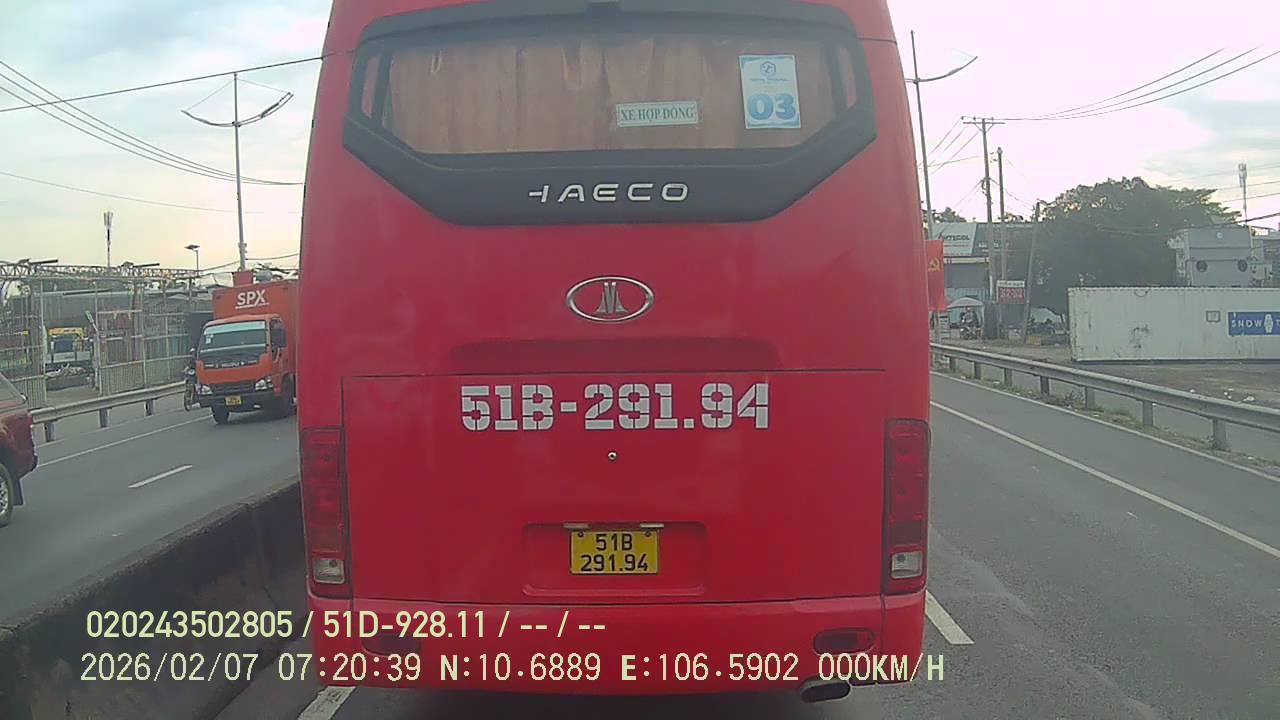 03
XE HỢP ĐỒNG
HAECO
SPX
SNOW
51B-291.94
51B
291.94
020243502805 / 51D-928.11 / -- / --
2026/02/07 07:20:39 N:10.6889 E:106.5902 000KM/H